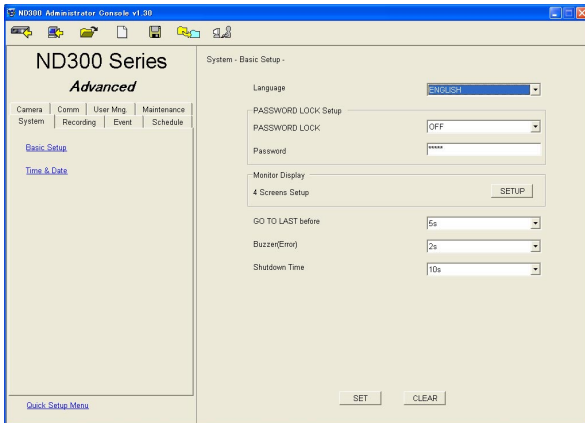 ND300 Administrator Console v1.30
ND300 Series
Advanced
Camera Comm User Mng. Maintenance
System Recording Event Schedule
Basic Setup
Time & Date
Quick Setup Menu
System - Basic Setup -
Language ENGLISH
PASSWORD LOCK Setup
PASSWORD LOCK OFF
Password *****
Monitor Display
4 Screens Setup SETUP
GO TO LAST before 5s
Buzzer(Error) 2s
Shutdown Time 10s
SET CLEAR